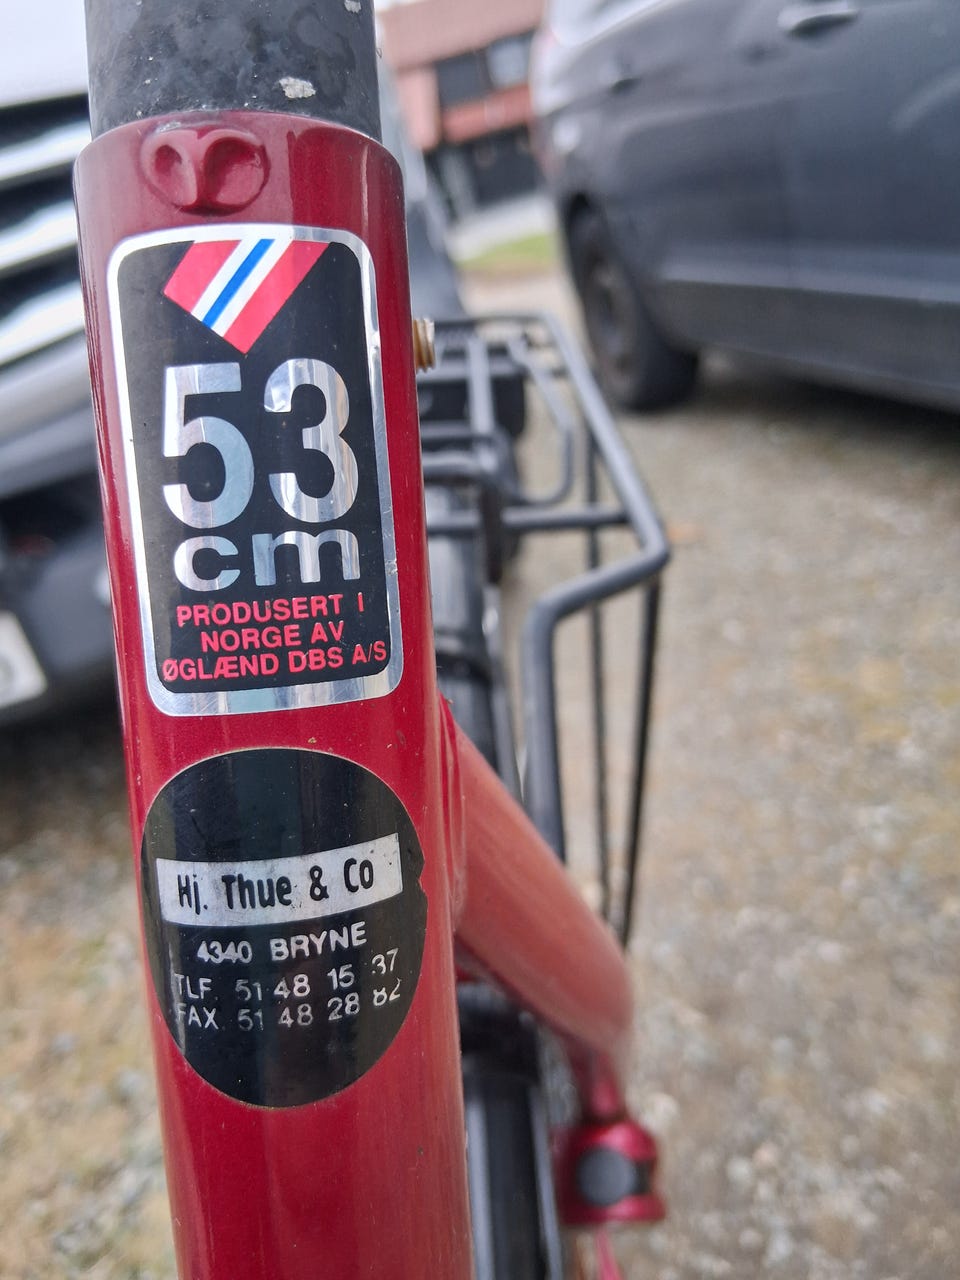 53
cm
PRODUSERT I
NORGE AV
ØGLÆND DBS A/S
Hj. Thue & Co
4340 BRYNE
TLF. 51 48 15 37
FAX. 51 48 28 82